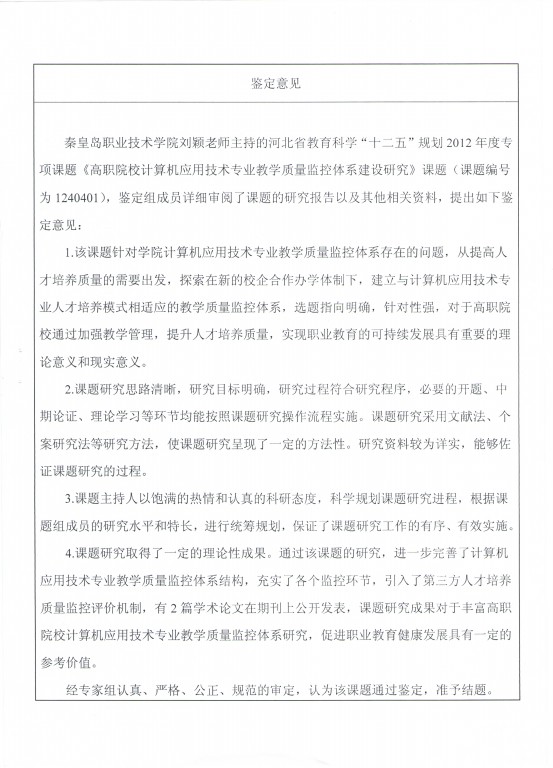 鉴定意见
秦皇岛职业技术学院刘颖老师主持的河北省教育科学“十二五”规划 2012 年度专
项课题《高职院校计算机应用技术专业教学质量监控体系建设研究》课题（课题编号
为 1240401），鉴定组成员详细审阅了课题的研究报告以及其他相关资料，提出如下鉴
定意见：
1.该课题针对学院计算机应用技术专业教学质量监控体系存在的问题，从提高人
才培养质量的需要出发，探索在新的校企合作办学体制下，建立与计算机应用技术专
业人才培养模式相适应的教学质量监控体系，选题指向明确，针对性强，对于高职院
校通过加强教学管理，提升人才培养质量，实现职业教育的可持续发展具有重要的理
论意义和现实意义。
2.课题研究思路清晰，研究目标明确，研究过程符合研究程序，必要的开题、中
期论证、理论学习等环节均能按照课题研究操作流程实施。课题研究采用文献法、个
案研究法等研究方法，使课题研究呈现了一定的方法性。研究资料较为详实，能够佐
证课题研究的过程。
3.课题主持人以饱满的热情和认真的科研态度，科学规划课题研究进程，根据课
题组成员的研究水平和特长，进行统筹规划，保证了课题研究工作的有序、有效实施。
4.课题研究取得了一定的理论性成果。通过该课题的研究，进一步完善了计算机
应用技术专业教学质量监控体系结构，充实了各个监控环节，引入了第三方人才培养
质量监控评价机制，有 2 篇学术论文在期刊上公开发表，课题研究成果对于丰富高职
院校计算机应用技术专业教学质量监控体系研究，促进职业教育健康发展具有一定的
参考价值。
经专家组认真、严格、公正、规范的审定，认为该课题通过鉴定，准予结题。